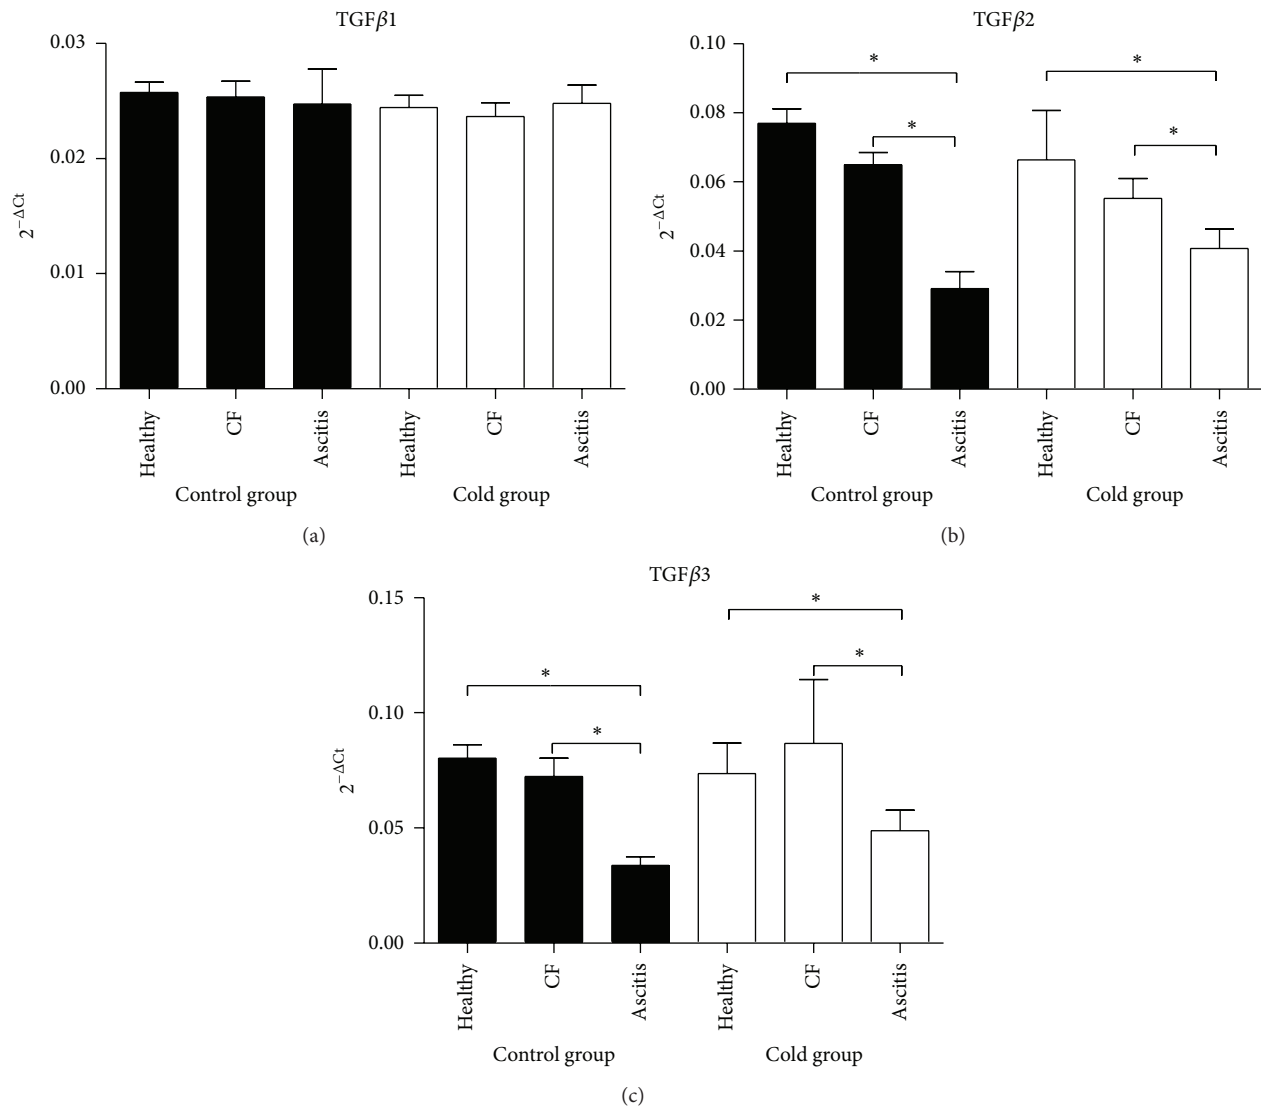 TGFβ1
0.03
0.02
0.01
0.00
2^−ΔCt
Healthy
CF
Ascitis
Healthy
CF
Ascitis
Control group
Cold group
(a)
TGFβ2
0.10
0.08
0.06
0.04
0.02
0.00
2^−ΔCt
*
*
*
*
Healthy
CF
Ascitis
Healthy
CF
Ascitis
Control group
Cold group
(b)
TGFβ3
0.15
0.10
0.05
0.00
2^−ΔCt
*
*
*
*
Healthy
CF
Ascitis
Healthy
CF
Ascitis
Control group
Cold group
(c)